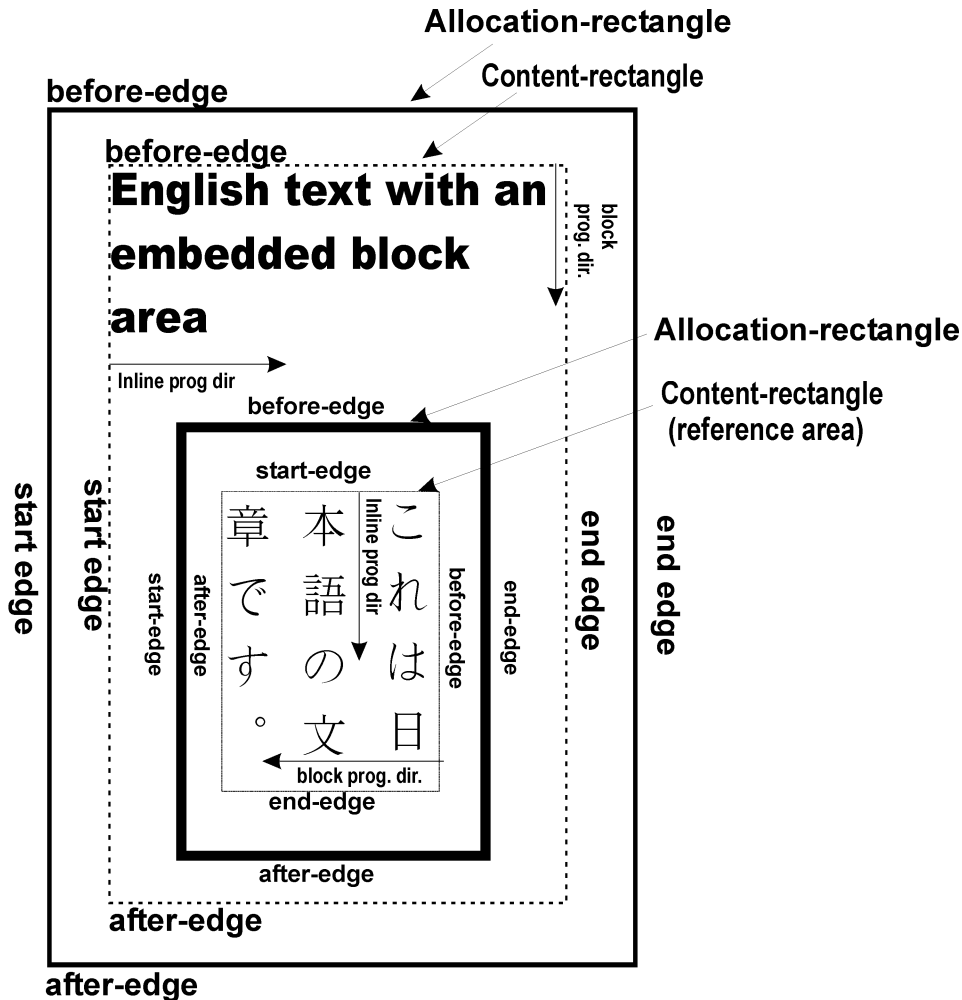 Allocation-rectangle
Content-rectangle
before-edge
before-edge
English text with an
embedded block
area
block
prog. dir.
Inline prog dir
Allocation-rectangle
Content-rectangle
(reference area)
before-edge
start-edge
start edge
start edge
start-edge
after-edge
これは日
本語の文
章です。
Inline prog dir
before-edge
end-edge
end edge
end edge
block prog. dir.
end-edge
after-edge
after-edge
after-edge